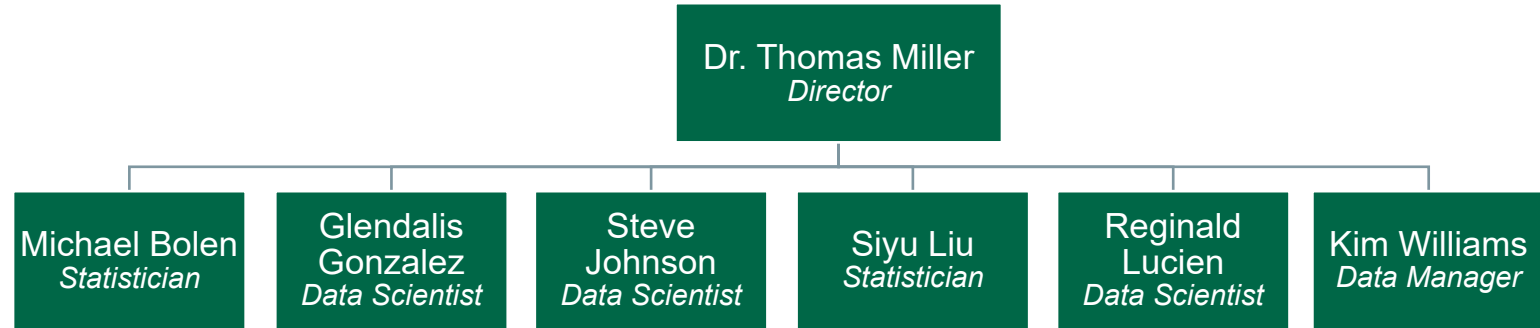 Dr. Thomas Miller
Director
Michael Bolen
Statistician
Glendalis
Gonzalez
Data Scientist
Steve
Johnson
Data Scientist
Siyu Liu
Statistician
Reginald
Lucien
Data Scientist
Kim Williams
Data Manager